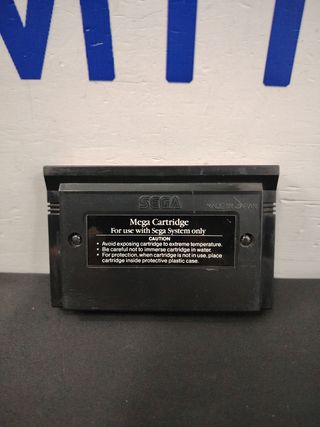 SEGA
MADE IN JAPAN
Mega Cartridge
For use with Sega System only
CAUTION
• Avoid exposing cartridge to extreme temperature.
• Be careful not to immerse cartridge in water.
• For protection, when cartridge is not in use, place
cartridge inside protective plastic case.